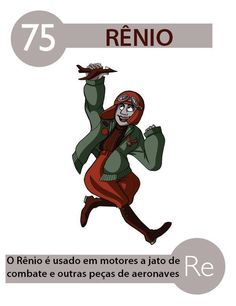 75
RÊNIO
O Rênio é usado em motores a jato de
combate e outras peças de aeronaves
Re